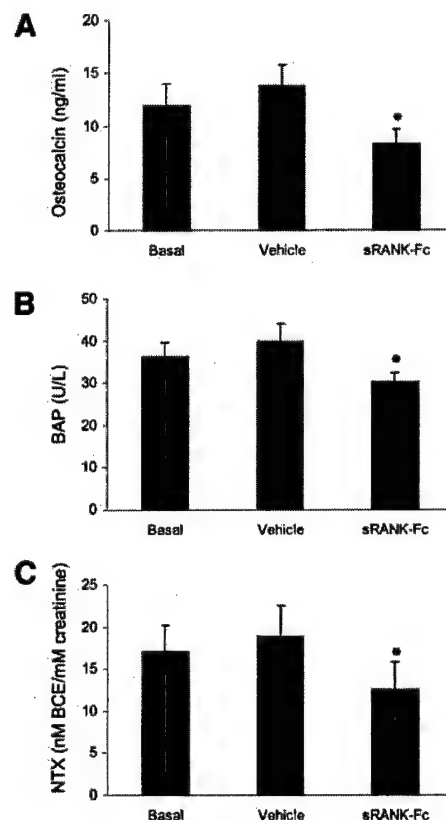 A
Osteocalcin (ng/ml)
20
15
10
5
0
*
Basal Vehicle sRANK-Fc
B
BAP (U/L)
50
40
30
20
10
0
*
Basal Vehicle sRANK-Fc
C
NTX (nM BCE/mM creatinine)
25
20
15
10
5
0
*
Basal Vehicle sRANK-Fc